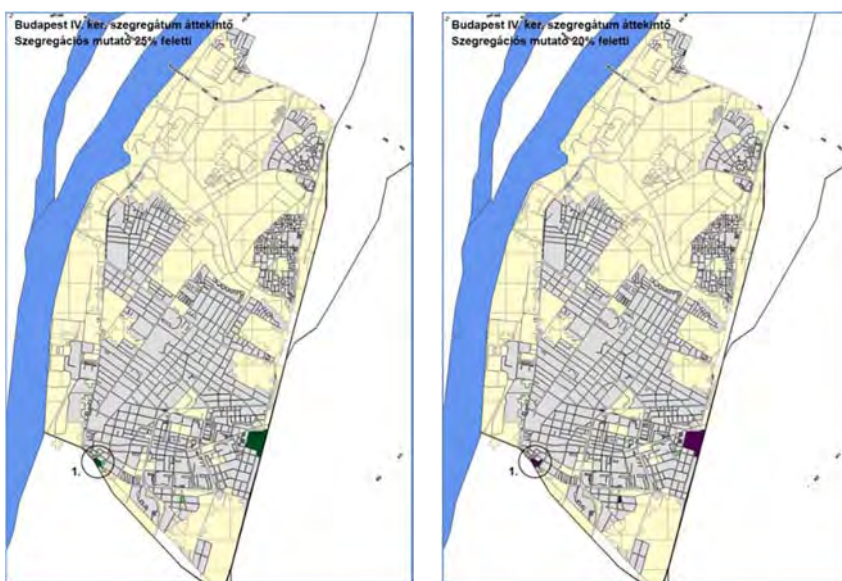 Budapest IV. ker. szegregátum áttekintő
Szegregációs mutató 25% feletti
1.
Budapest IV. ker. szegregátum áttekintő
Szegregációs mutató 20% feletti
1.